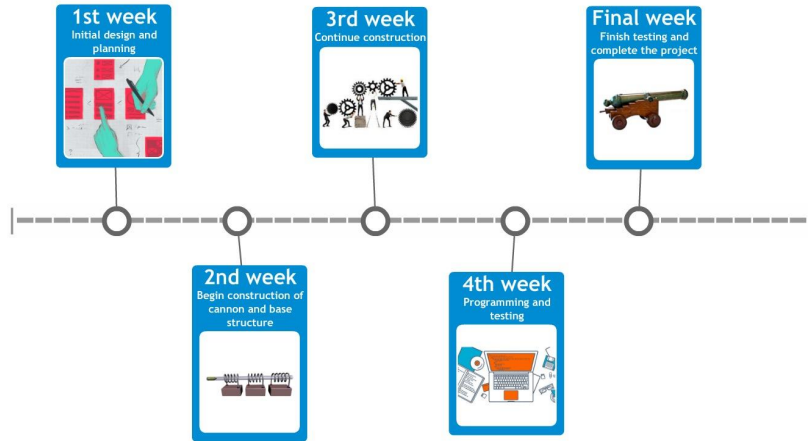 1st week
Initial design and
planning
2nd week
Begin construction of
cannon and base
structure
3rd week
Continue construction
4th week
Programming and
testing
Final week
Finish testing and
complete the project